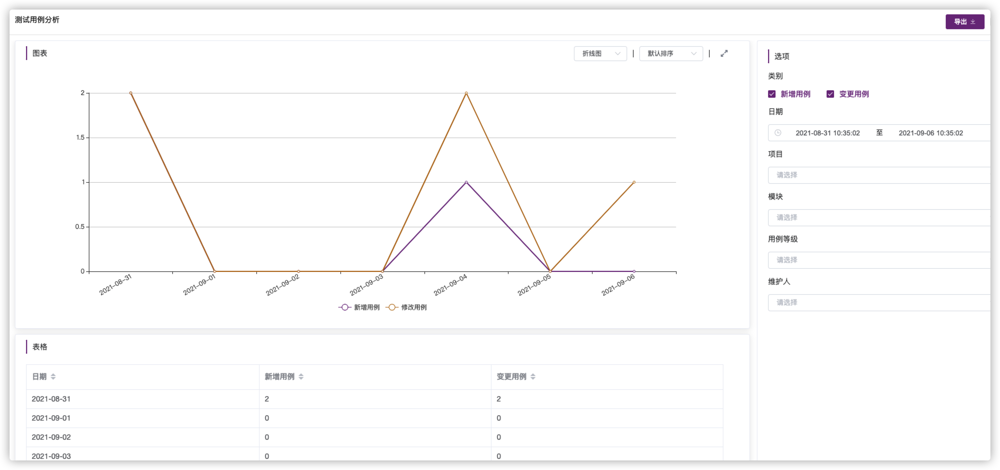 测试用例分析
导出
图表
折线图 | 默认排序 |
2
1.5
1
0.5
0
2021-08-31 2021-09-01 2021-09-02 2021-09-03 2021-09-04 2021-09-05 2021-09-06
新增用例 修改用例
表格
日期 新增用例 变更用例
2021-08-31 2 2
2021-09-01 0 0
2021-09-02 0 0
2021-09-03 0 0
选项
类别
新增用例 变更用例
日期
2021-08-31 10:35:02 至 2021-09-06 10:35:02
项目
请选择
模块
请选择
用例等级
请选择
维护人
请选择